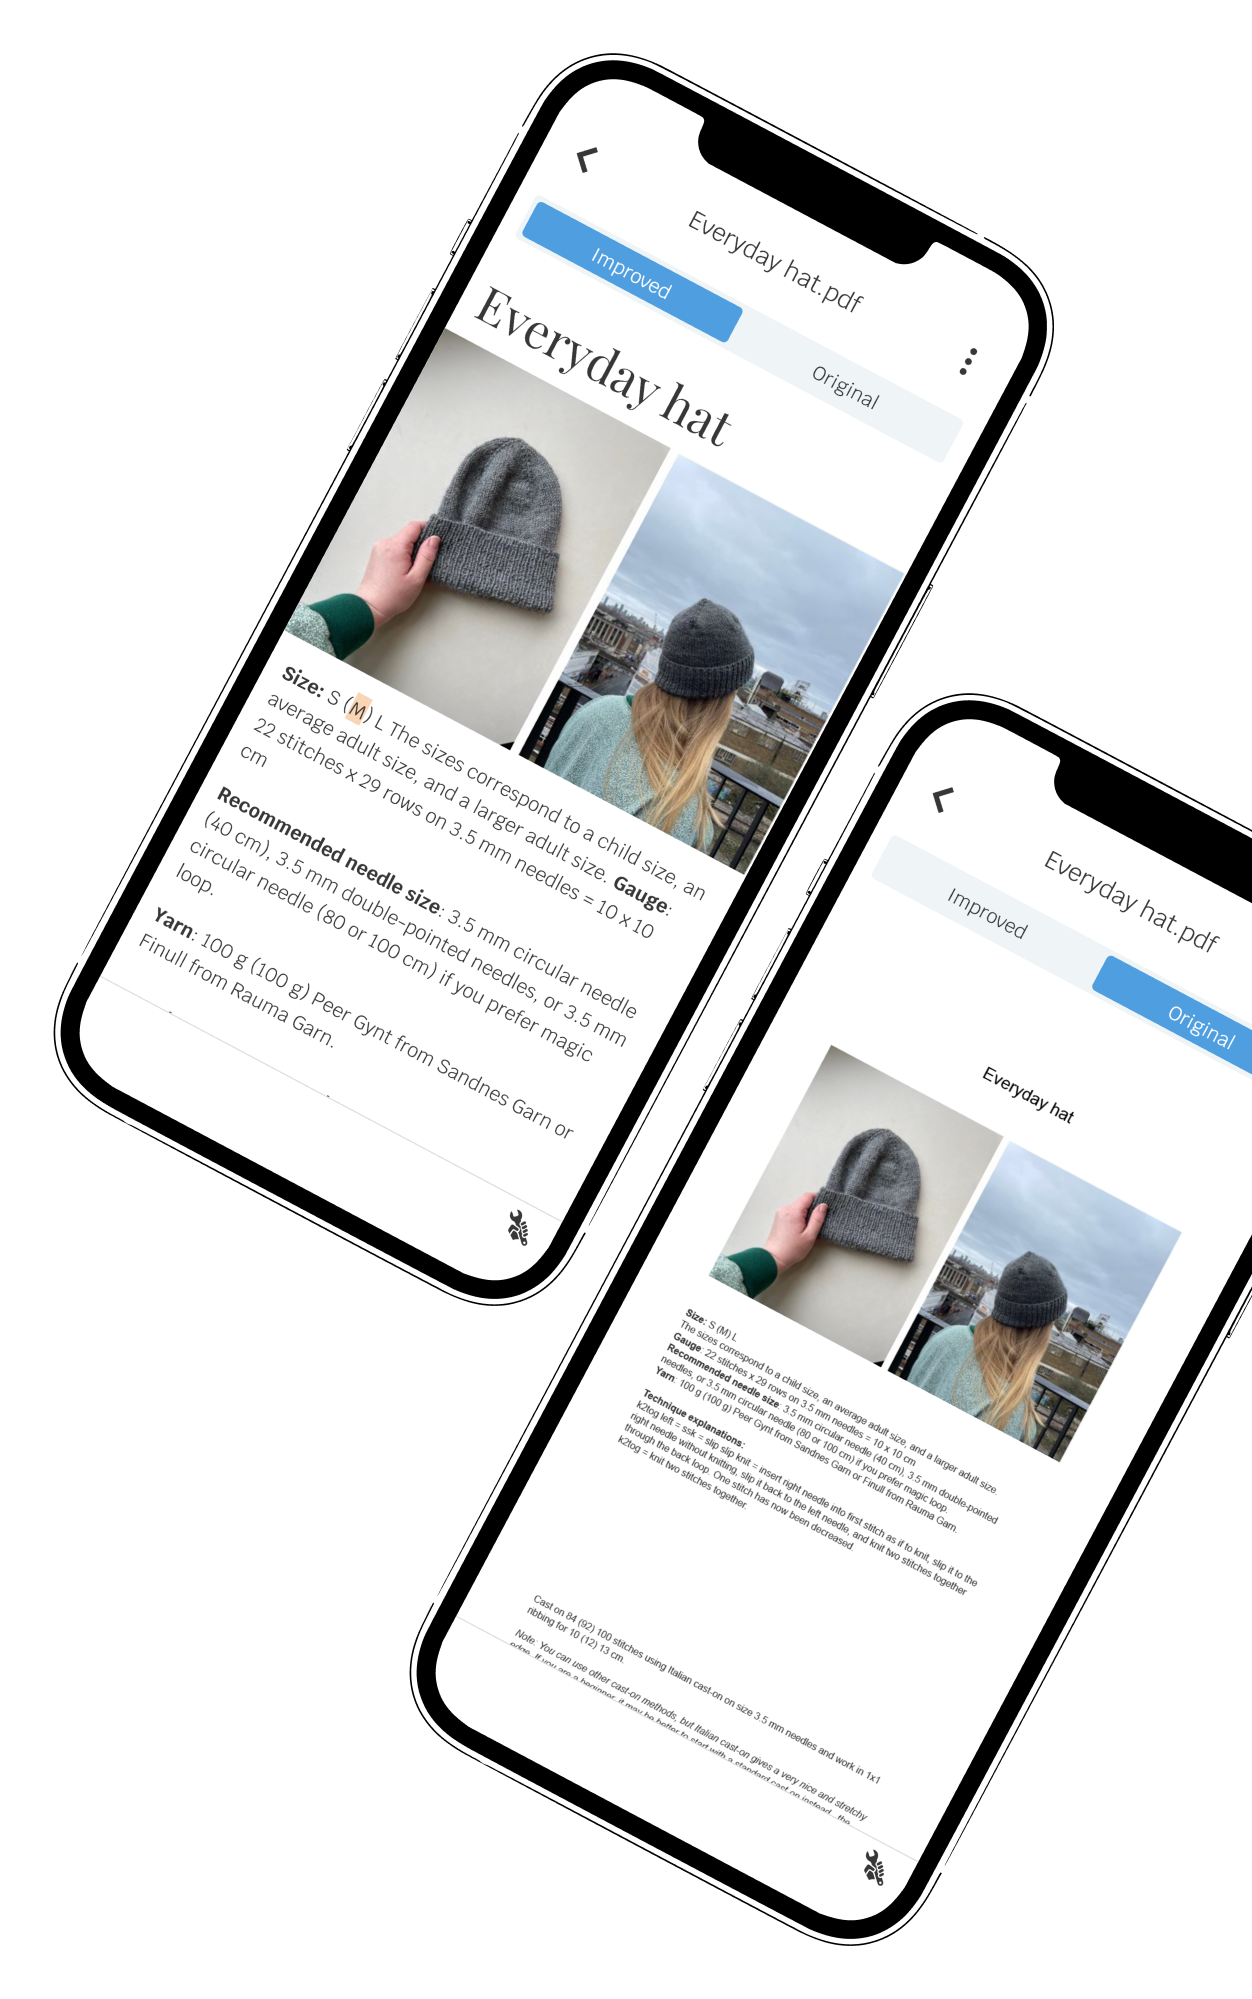 Everyday hat.pdf
Improved
Original
Everyday hat
Size: S (M) L The sizes correspond to a child size, an
average adult size, and a larger adult size. Gauge:
22 stitches x 29 rows on 3.5 mm needles = 10 x 10
cm
Recommended needle size: 3.5 mm circular needle
(40 cm), 3.5 mm double-pointed needles, or 3.5 mm
circular needle (80 or 100 cm) if you prefer magic
loop.
Yarn: 100 g (100 g) Peer Gynt from Sandnes Garn or
Finull from Rauma Garn.
Everyday hat.pdf
Improved
Original
Everyday hat
Size: S (M) L
The sizes correspond to a child size, an average adult size, and a larger adult size.
Gauge: 22 stitches x 29 rows on 3.5 mm needles = 10 x 10 cm
Recommended needle size: 3.5 mm circular needle (40 cm), 3.5 mm double-pointed
needles, or 3.5 mm circular needle (80 or 100 cm) if you prefer magic loop.
Yarn: 100 g (100 g) Peer Gynt from Sandnes Garn or Finull from Rauma Garn.
Technique explanations:
k2tog left = ssk = slip slip knit = insert right needle into first stitch as if to knit, slip it to the
right needle without knitting, slip it back to the left needle, and knit two stitches together
through the back loop. One stitch has now been decreased.
k2tog = knit two stitches together.
Cast on 84 (92) 100 stitches using Italian cast-on on size 3.5 mm needles and work in 1x1
ribbing for 10 (12) 13 cm.
Note. You can use other cast-on methods, but Italian cast-on gives a very nice and stretchy
edge. If you are a beginner, it may be better to start with a standard cast-on instead - the